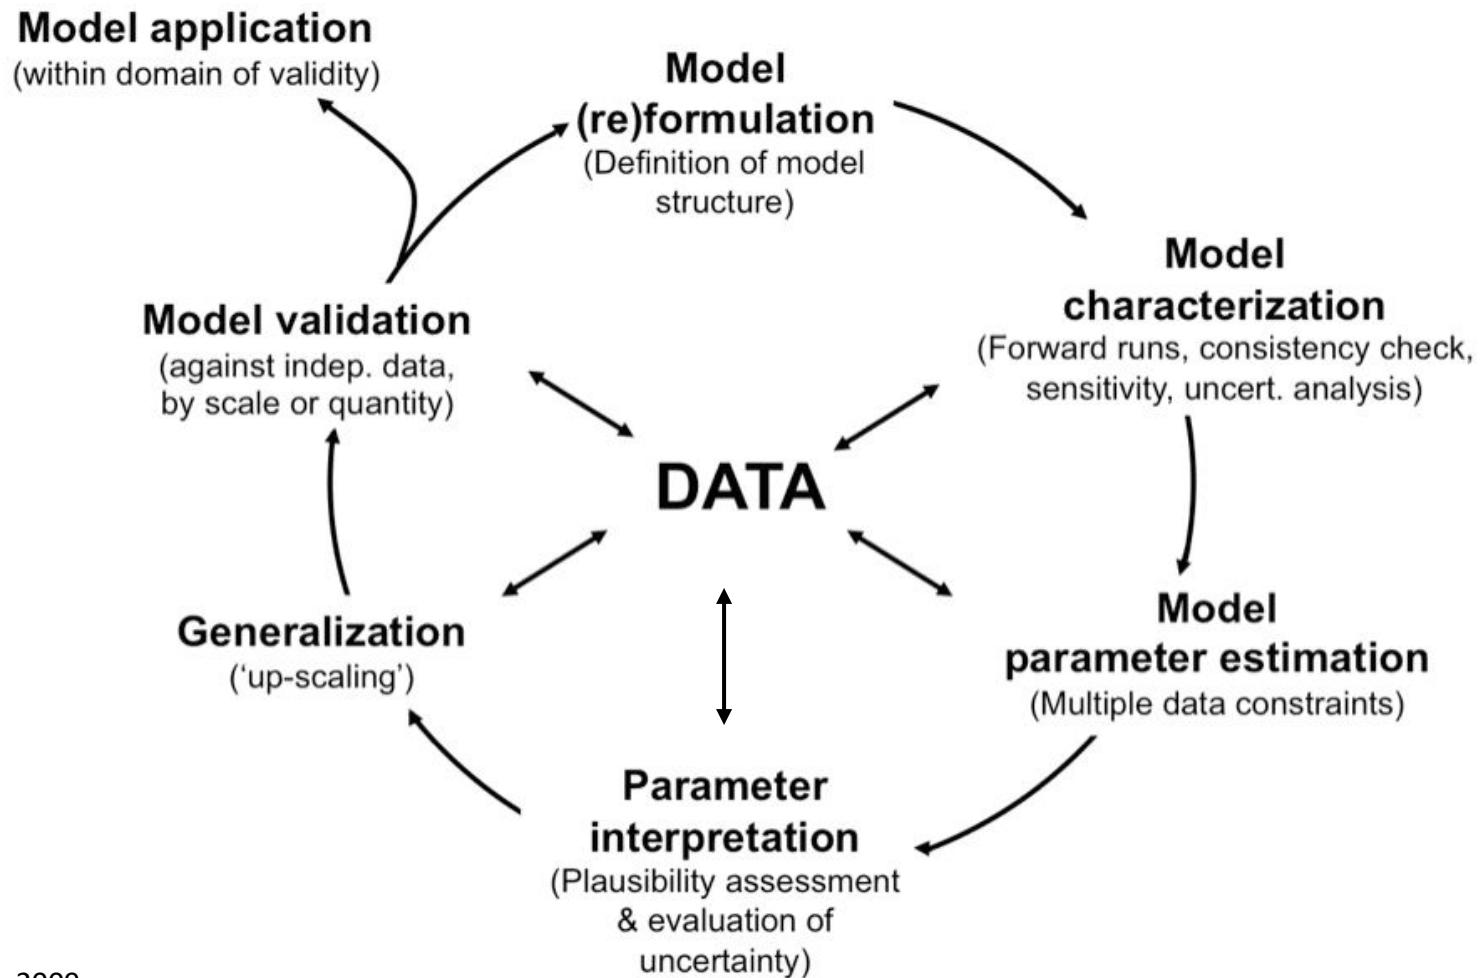 Model application
(within domain of validity)
Model
(re)formulation
(Definition of model
structure)
Model
characterization
(Forward runs, consistency check,
sensitivity, uncert. analysis)
Model validation
(against indep. data,
by scale or quantity)
DATA
Model
parameter estimation
(Multiple data constraints)
Generalization
(‘up-scaling’)
Parameter
interpretation
(Plausibility assessment
& evaluation of
uncertainty)